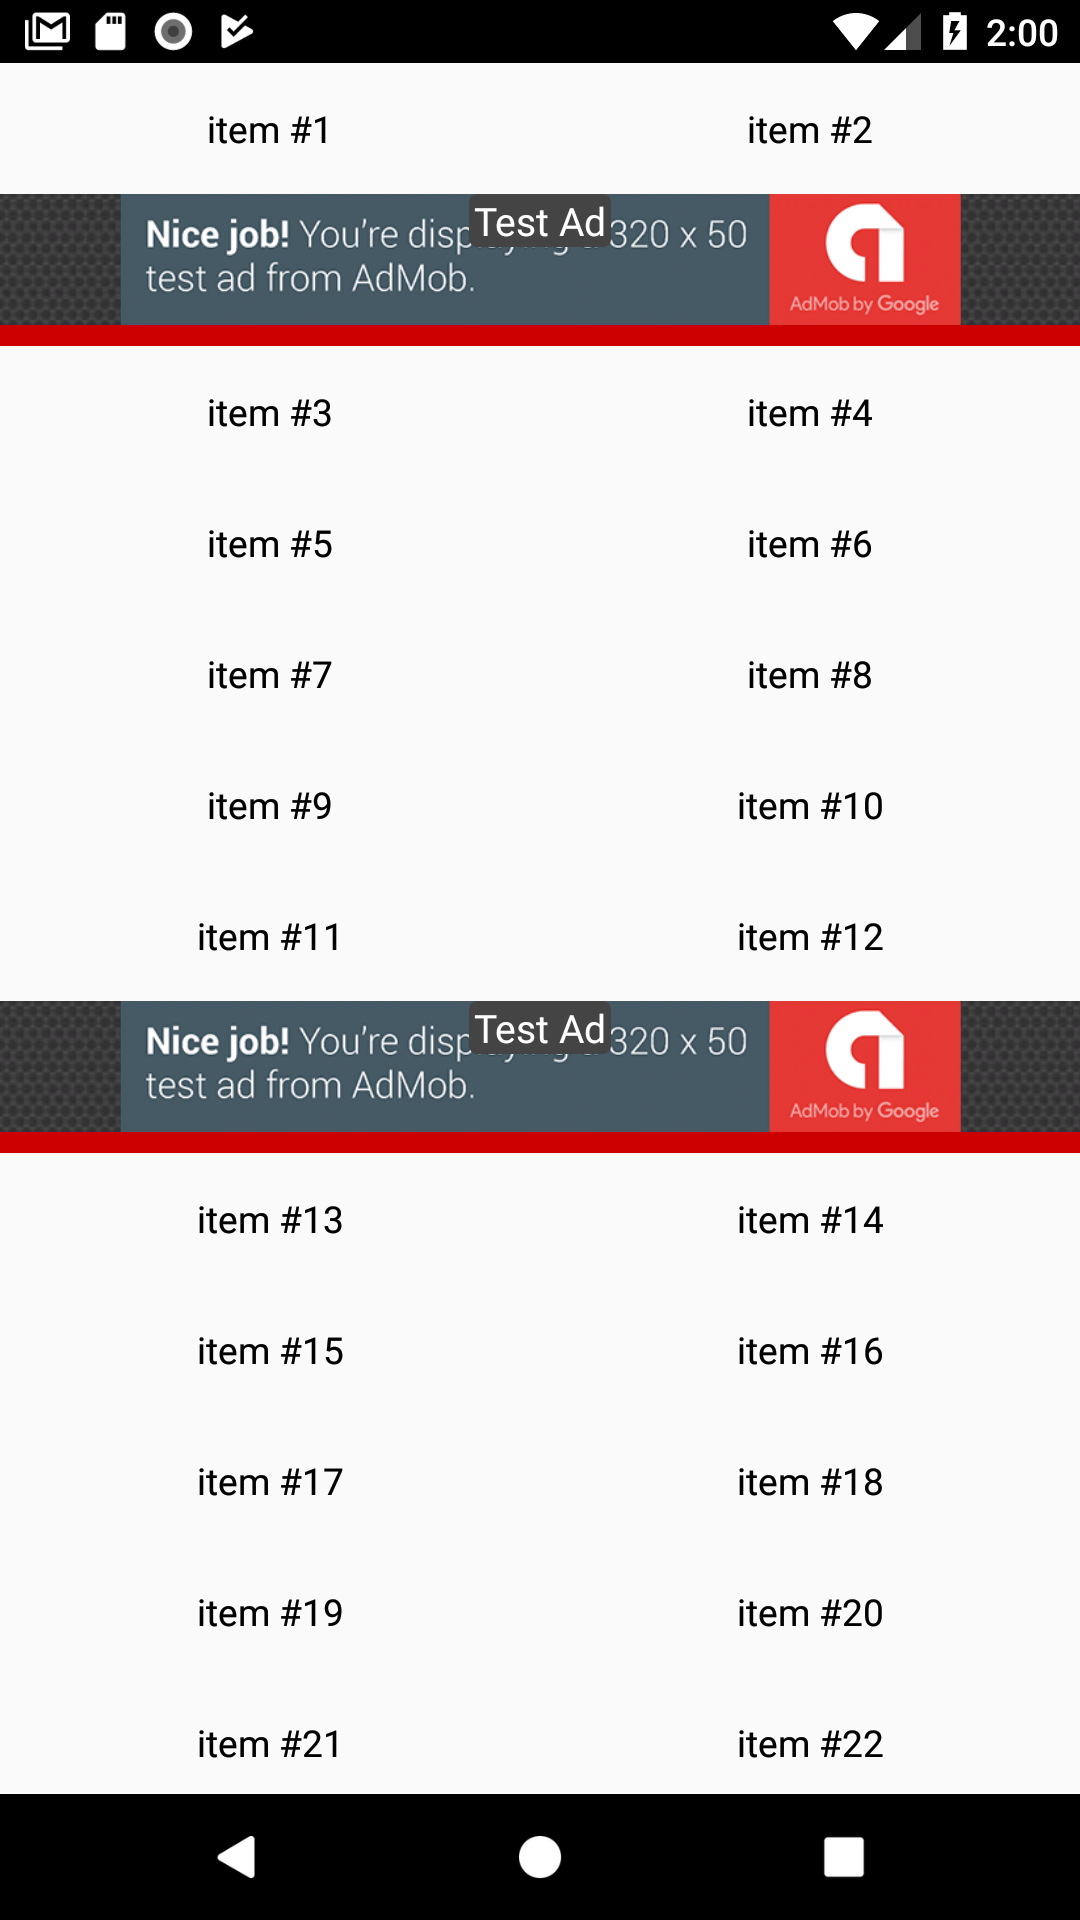 2:00
item #1 item #2
Nice job! You're disp 320 x 50
Test Ad
test ad from AdMob.
AdMob by Google
item #3 item #4
item #5 item #6
item #7 item #8
item #9 item #10
item #11 item #12
Nice job! You're disp 320 x 50
Test Ad
test ad from AdMob.
AdMob by Google
item #13 item #14
item #15 item #16
item #17 item #18
item #19 item #20
item #21 item #22